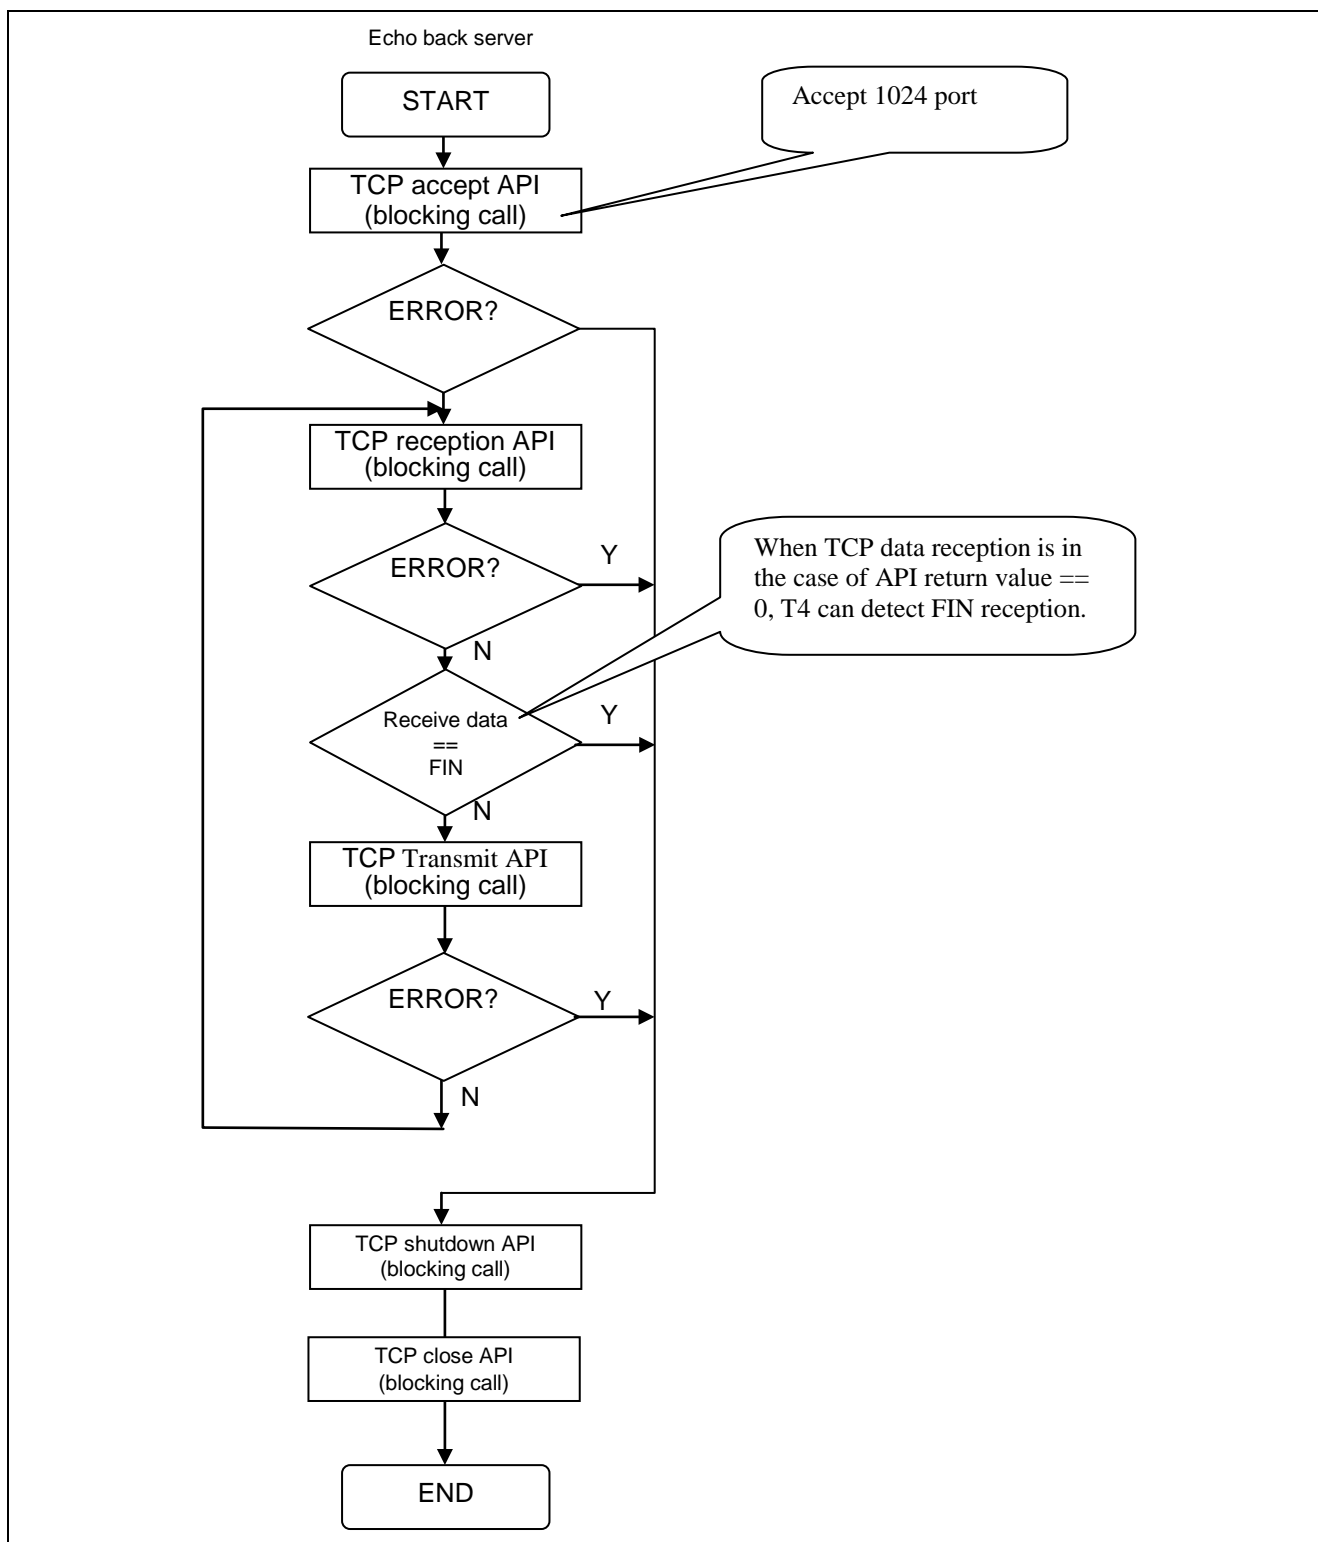 Echo back server
START
Accept 1024 port
TCP accept API
(blocking call)
ERROR?
TCP reception API
(blocking call)
ERROR?
Y
When TCP data reception is in
the case of API return value ==
0, T4 can detect FIN reception.
N
Receive data
==
FIN
Y
N
TCP Transmit API
(blocking call)
ERROR?
Y
N
TCP shutdown API
(blocking call)
TCP close API
(blocking call)
END